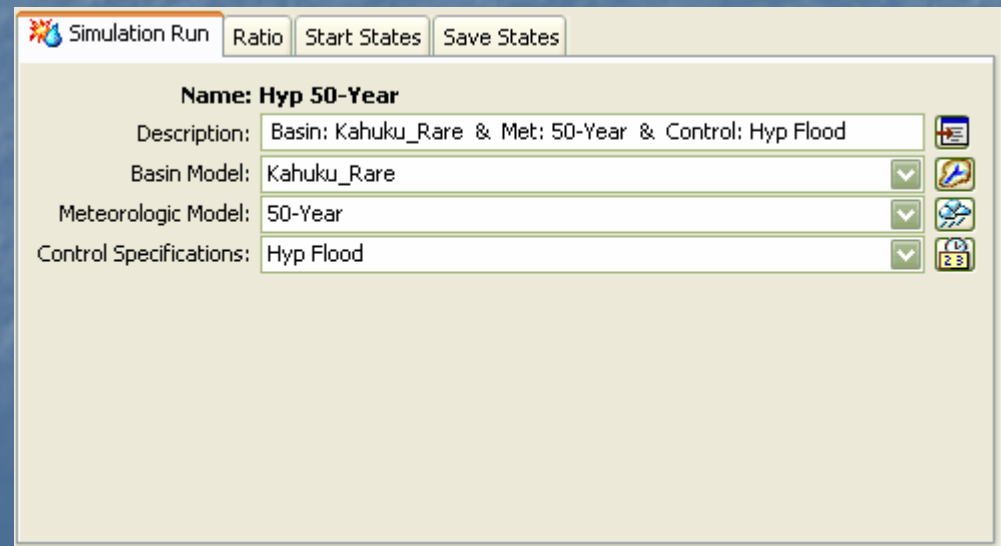 Simulation Run Ratio Start States Save States
Name: Hyp 50-Year
Description: Basin: Kahuku_Rare & Met: 50-Year & Control: Hyp Flood
Basin Model: Kahuku_Rare
Meteorologic Model: 50-Year
Control Specifications: Hyp Flood